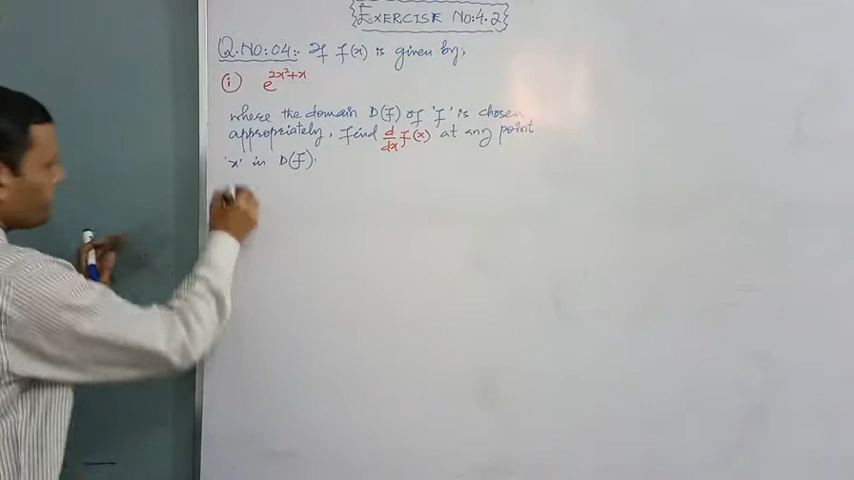 EXERCISE No:4.2
Q.NO:04:- If f(x) is given by,
(i) e^{2x²+x}
where the domain D(f) of 'f' is chosen
appropriately, find d/dx f(x) at any point
'x' in D(f).